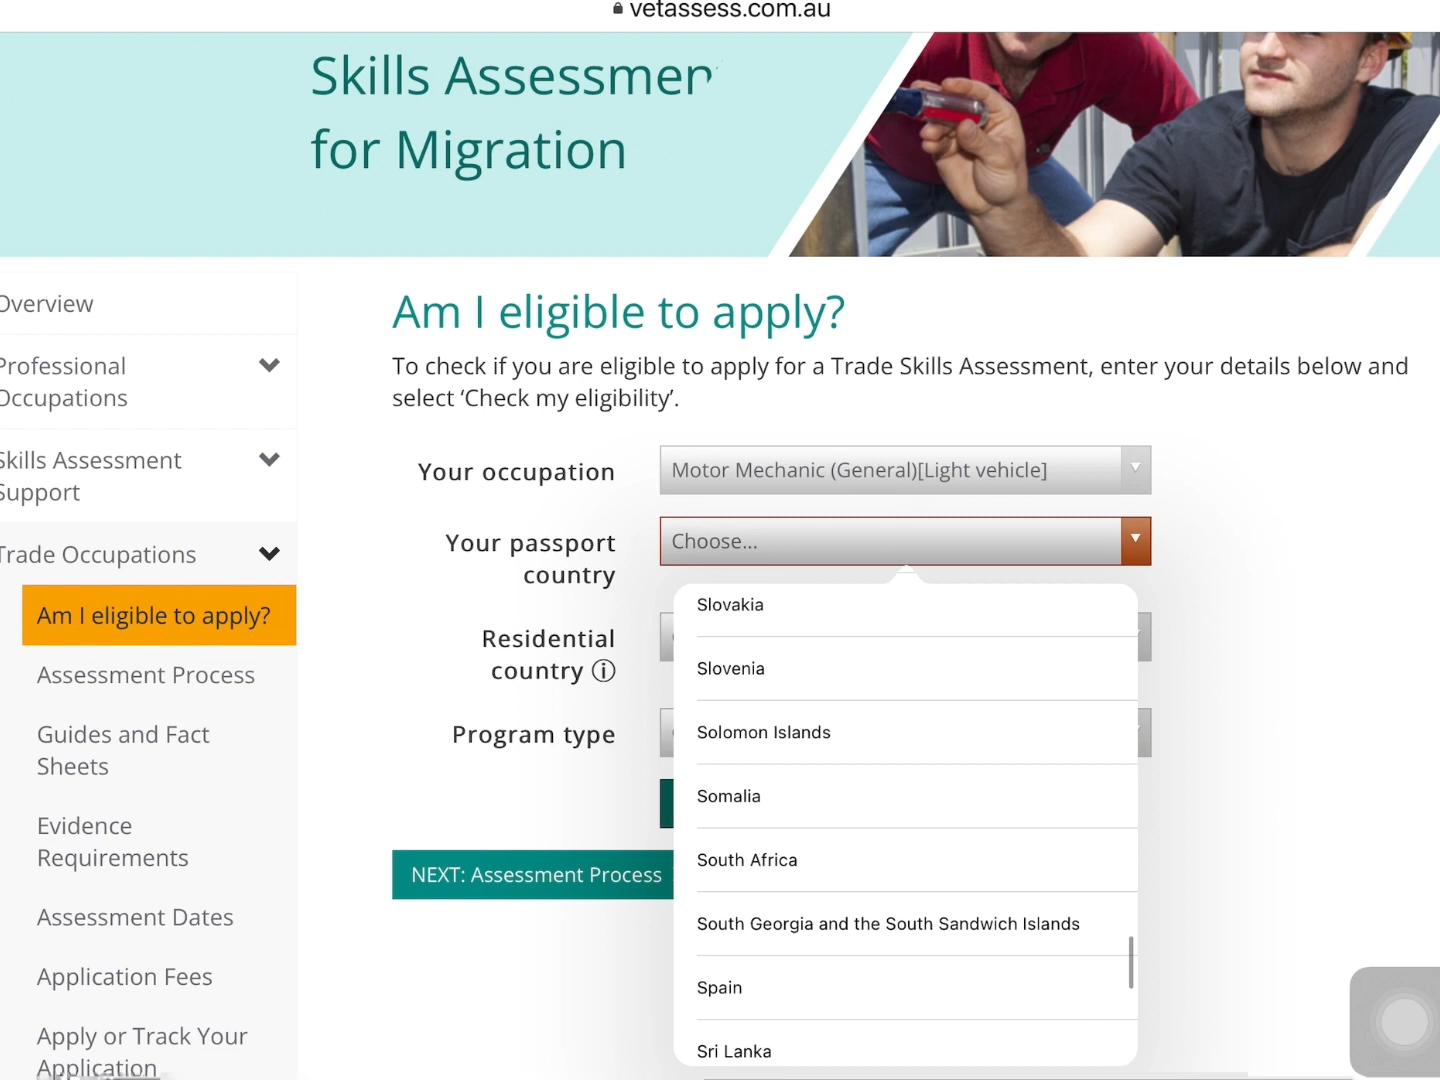 vetassess.com.au
Skills Assessmen
for Migration
Overview
Professional
Occupations
Skills Assessment
Support
Trade Occupations
Am I eligible to apply?
Assessment Process
Guides and Fact
Sheets
Evidence
Requirements
Assessment Dates
Application Fees
Apply or Track Your
Application
Am I eligible to apply?
To check if you are eligible to apply for a Trade Skills Assessment, enter your details below and
select ‘Check my eligibility’.
Your occupation
Motor Mechanic (General)[Light vehicle]
Your passport
country
Choose...
Residential
country
Program type
NEXT: Assessment Process
Slovakia
Slovenia
Solomon Islands
Somalia
South Africa
South Georgia and the South Sandwich Islands
Spain
Sri Lanka